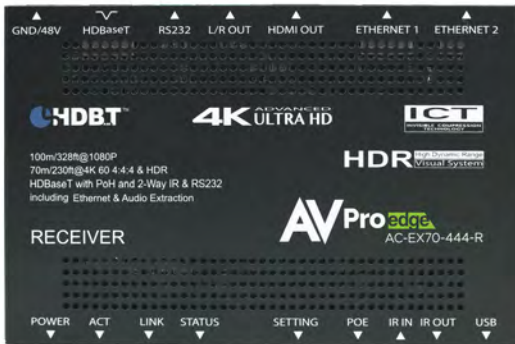 GND/48V HDBaseT RS232 L/R OUT HDMI OUT ETHERNET 1 ETHERNET 2
HDBT™
4K ADVANCED ULTRA HD
ICT
INVISIBLE COMPRESSION
TECHNOLOGY
HDR High Dynamic Range
Visual System
100m/328ft@1080P
70m/230ft@4K 60 4:4:4 & HDR
HDBaseT with PoH and 2-Way IR & RS232
including Ethernet & Audio Extraction
RECEIVER
AVPro edge
AC-EX70-444-R
POWER ACT LINK STATUS SETTING POE IR IN IR OUT USB